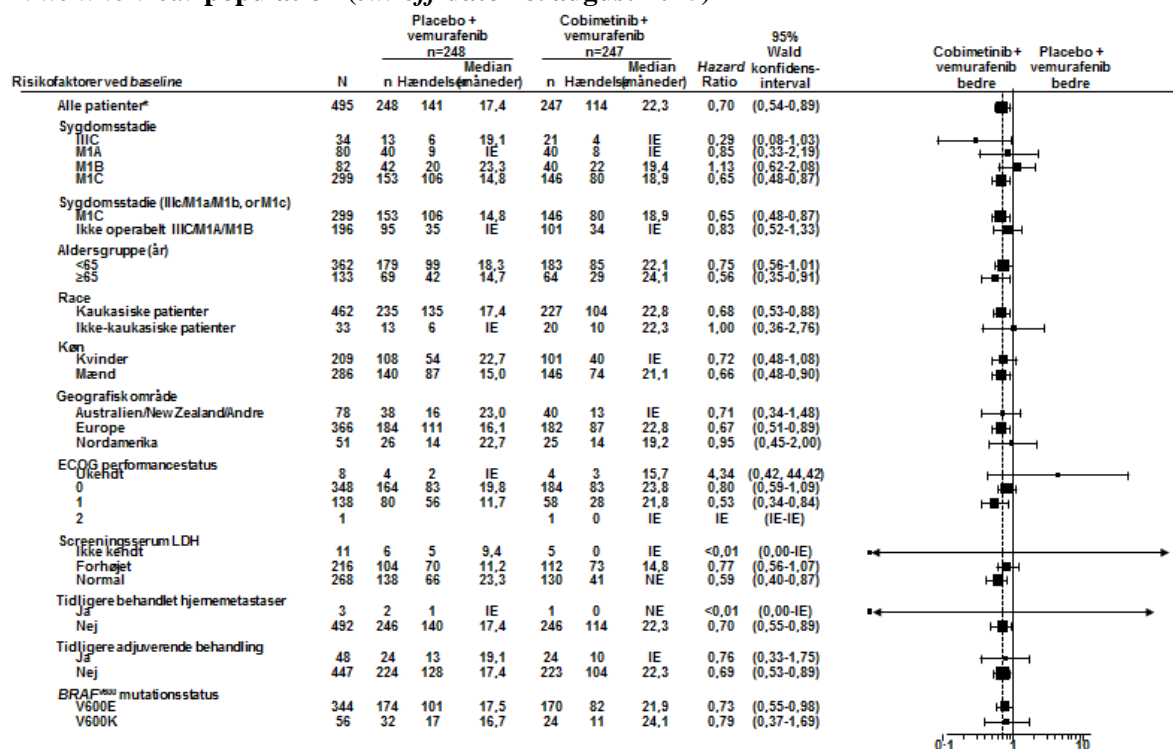 population (
Placebo + Cobimetinib +
vemurafenib vemurafenib 95%
n=248 n=247 Wald Cobimetinib + Placebo +
Median Median Hazard konfidens- vemurafenib vemurafenib
Risikofaktorer ved baseline N n Hændelser (måneder) n Hændelser (måneder) Ratio interval bedre bedre
Alle patienter* 495 248 141 17,4 247 114 22,3 0,70 (0,54-0,89)
Sygdomsstadie
IIIC 34 13 6 19,1 21 4 IE 0,29 (0,08-1,03)
M1A 80 40 9 IE 40 8 IE 0,85 (0,33-2,19)
M1B 82 42 20 23,3 40 22 19,4 1,13 (0,62-2,08)
M1C 299 153 106 14,8 146 80 18,9 0,65 (0,48-0,87)
Sygdomsstadie (IIIc/M1a/M1b, or M1c)
M1C 299 153 106 14,8 146 80 18,9 0,65 (0,48-0,87)
Ikke operabelt IIIC/M1A/M1B 196 95 35 IE 101 34 IE 0,83 (0,52-1,33)
Aldersgruppe (år)
<65 362 179 99 18,3 183 85 22,1 0,75 (0,56-1,01)
≥65 133 69 42 14,7 64 29 24,1 0,56 (0,35-0,91)
Race
Kaukasiske patienter 462 235 135 17,4 227 104 22,8 0,68 (0,53-0,88)
Ikke-kaukasiske patienter 33 13 6 IE 20 10 22,3 1,00 (0,36-2,76)
Køn
Kvinder 209 108 54 22,7 101 40 IE 0,72 (0,48-1,08)
Mænd 286 140 87 15,0 146 74 21,1 0,66 (0,48-0,90)
Geografisk område
Australien/New Zealand/Andre 78 38 16 23,0 40 13 IE 0,71 (0,34-1,48)
Europe 366 184 111 16,1 182 87 22,8 0,67 (0,51-0,89)
Nordamerika 51 26 14 22,7 25 14 19,2 0,95 (0,45-2,00)
ECOG performancestatus
Ukendt 8 4 2 IE 4 3 15,7 4,34 (0,42, 44,42)
0 348 164 83 19,8 184 83 23,8 0,80 (0,59-1,09)
1 138 80 56 11,7 58 28 21,8 0,53 (0,34-0,84)
2 1 1 0 IE IE (IE-IE)
Screeningsserum LDH
Ikke kendt 11 6 5 9,4 5 0 IE <0,01 (0,00-IE)
Forhøjet 216 104 70 11,2 112 73 14,8 0,77 (0,56-1,07)
Normal 268 138 66 23,3 130 41 NE 0,59 (0,40-0,87)
Tidligere behandlet hjernemetastaser
Ja 3 2 1 IE 1 0 NE <0,01 (0,00-IE)
Nej 492 246 140 17,4 246 114 22,3 0,70 (0,55-0,89)
Tidligere adjuverende behandling
Ja 48 24 13 19,1 24 10 IE 0,76 (0,33-1,75)
Nej 447 224 128 17,4 223 104 22,3 0,69 (0,53-0,89)
BRAF V600 mutationsstatus
V600E 344 174 101 17,5 170 82 21,9 0,73 (0,55-0,98)
V600K 56 32 17 16,7 24 11 24,1 0,79 (0,37-1,69)
0·1 1 10